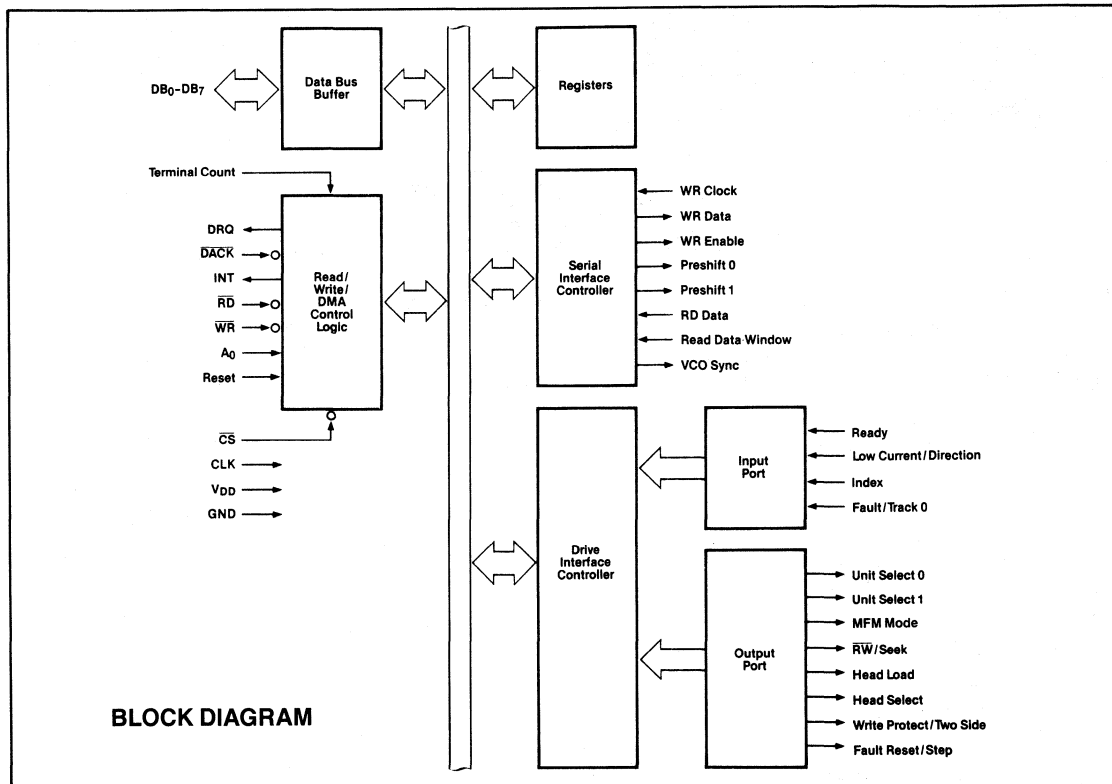 DB0-DB7
Data Bus
Buffer
Registers
Terminal Count
DRQ
DACK
INT
RD
WR
A0
Reset
Read/
Write/
DMA
Control
Logic
CS
CLK
VDD
GND
Serial
Interface
Controller
WR Clock
WR Data
WR Enable
Preshift 0
Preshift 1
RD Data
Read Data Window
VCO Sync
Drive
Interface
Controller
Input
Port
Ready
Low Current/Direction
Index
Fault/Track 0
Output
Port
Unit Select 0
Unit Select 1
MFM Mode
RW/Seek
Head Load
Head Select
Write Protect/Two Side
Fault Reset/Step
BLOCK DIAGRAM